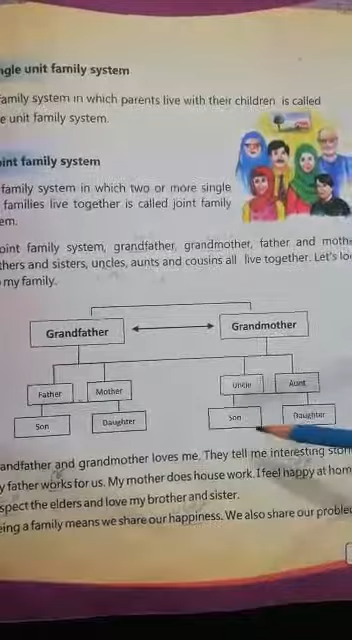 ngle unit family system
family system in which parents live with their children is called
e unit family system.
oint family system
family system in which two or more single
families live together is called joint family
em.
oint family system, grandfather, grandmother, father and moth
thers and sisters, uncles, aunts and cousins all live together. Let's lo
my family.
Grandfather
Grandmother
Father
Mother
Uncle
Aunt
Son
Daughter
Son
Daughter
andfather and grandmother loves me. They tell me interesting stori
y father works for us. My mother does house work. I feel happy at hom
spect the elders and love my brother and sister.
eing a family means we share our happiness. We also share our proble